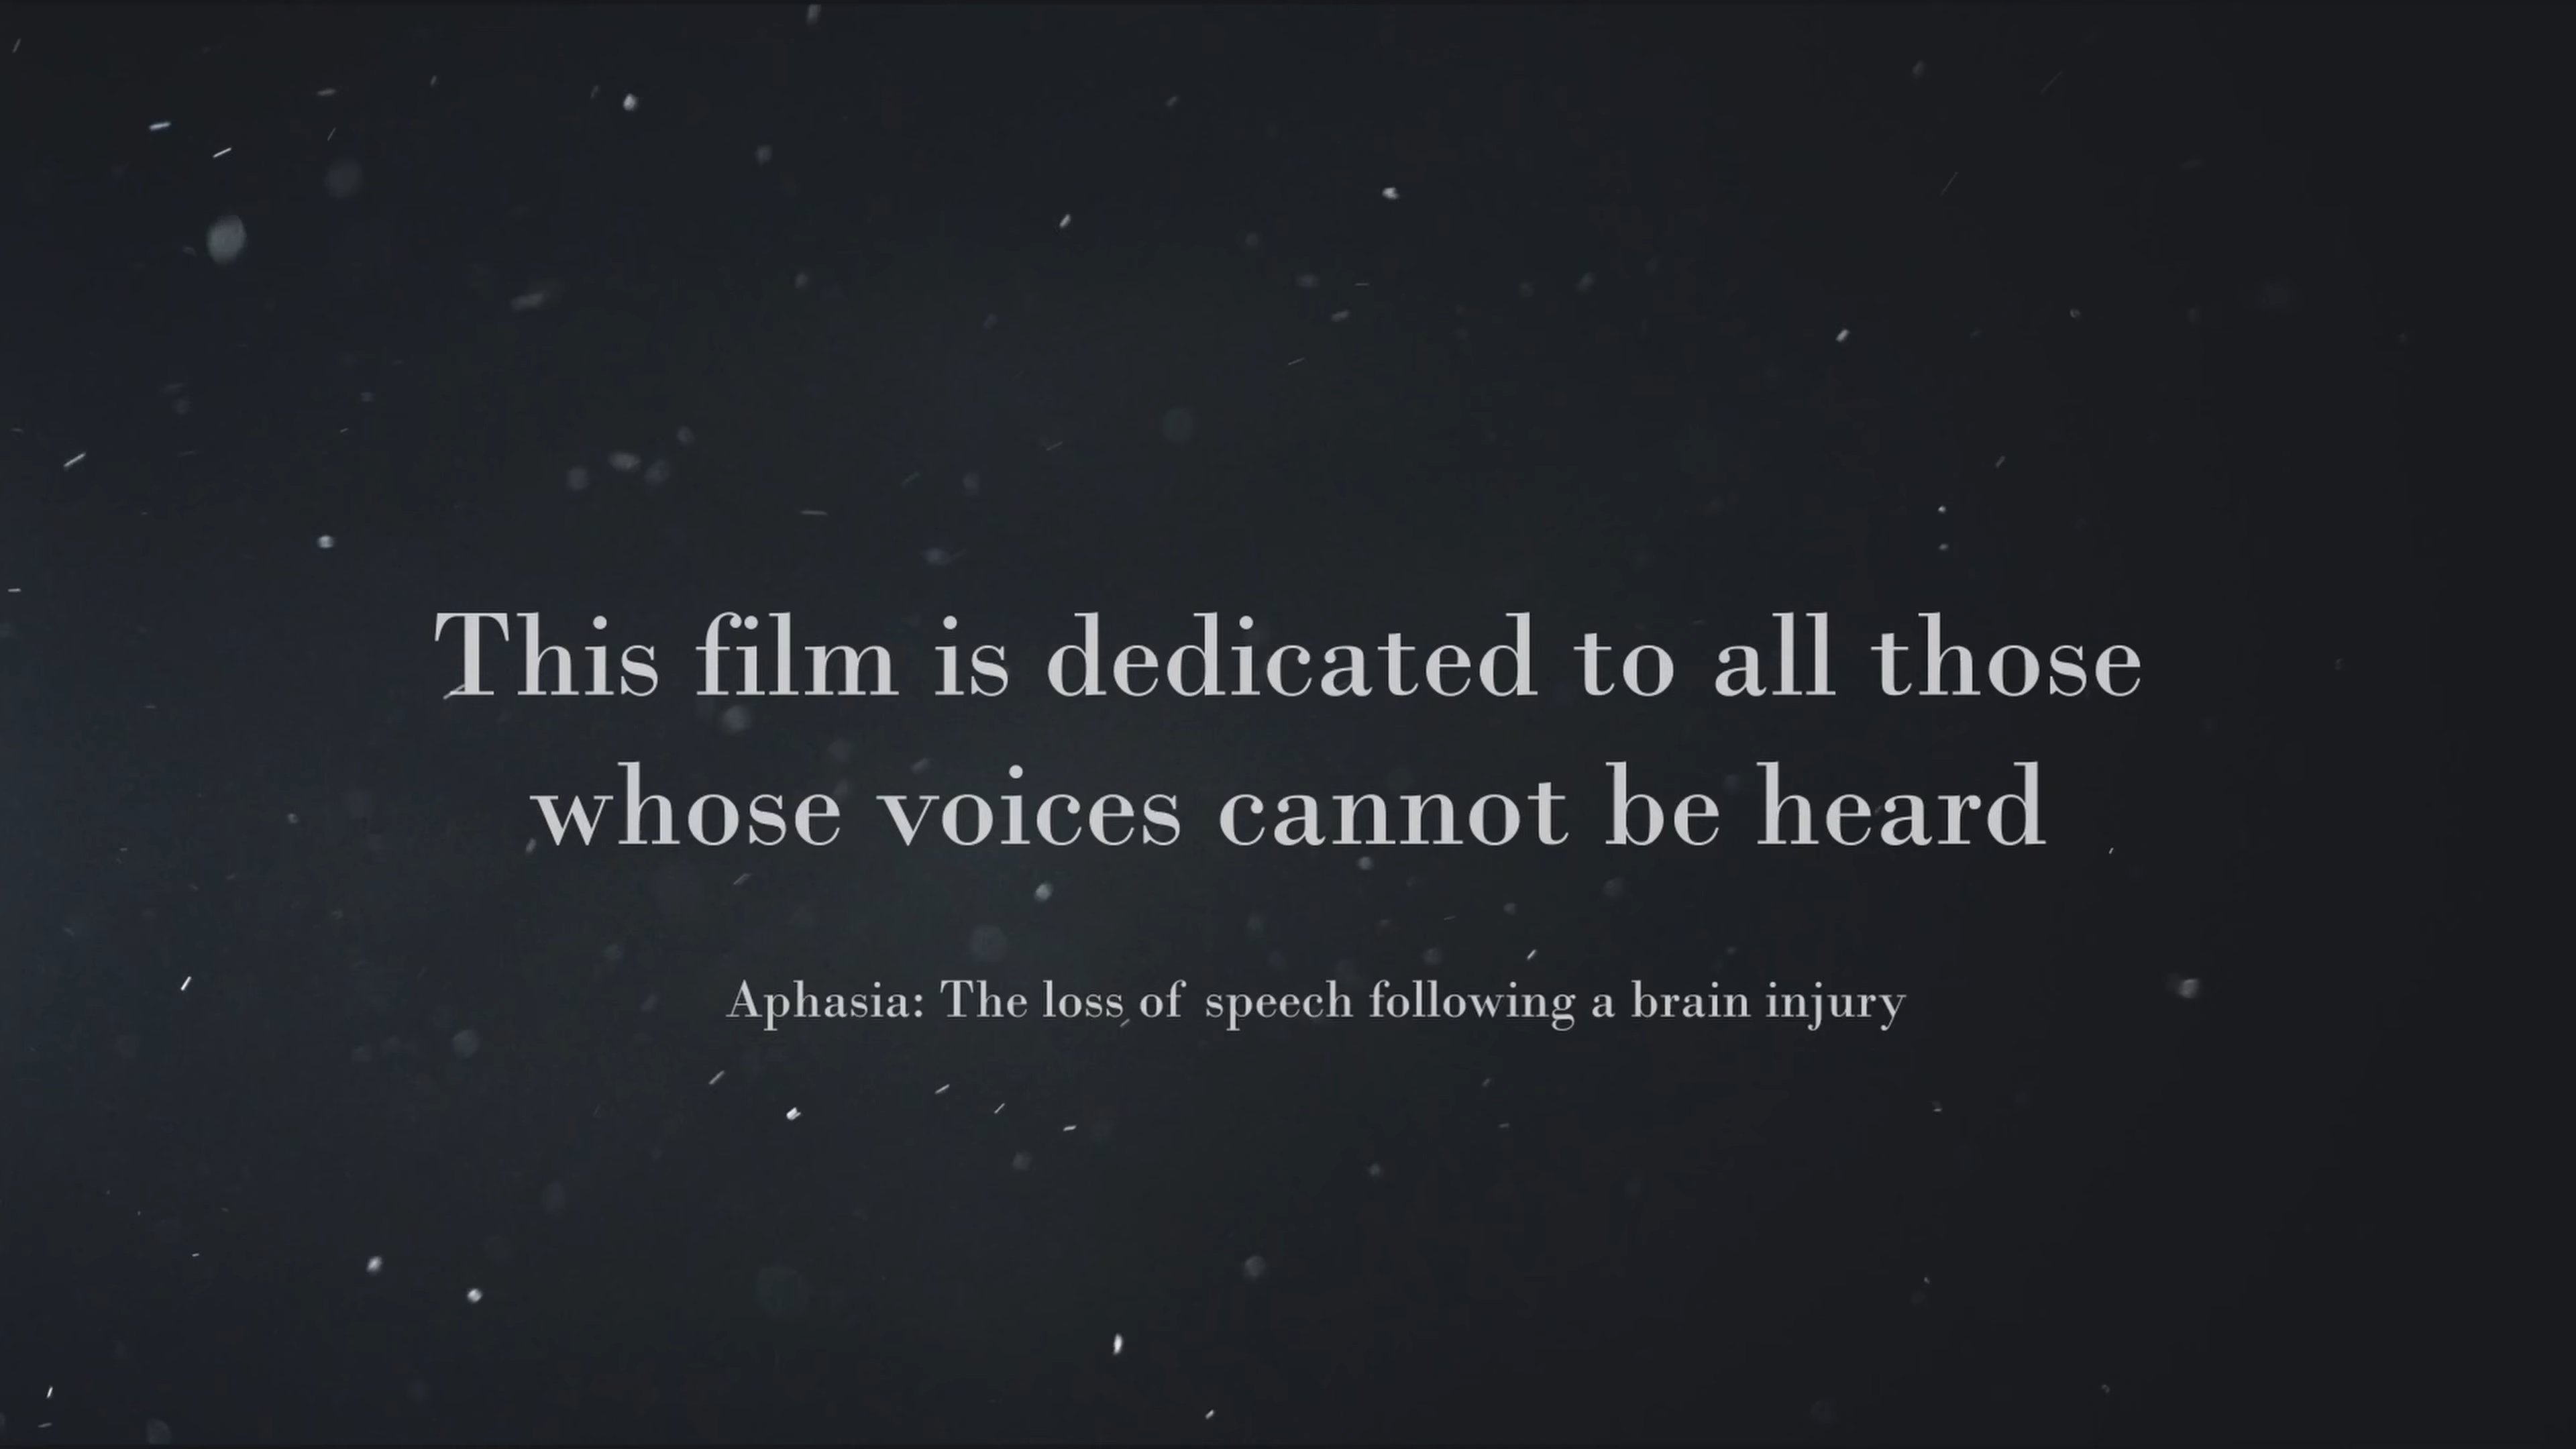 This film is dedicated to all those
whose voices cannot be heard
Aphasia: The loss of speech following a brain injury